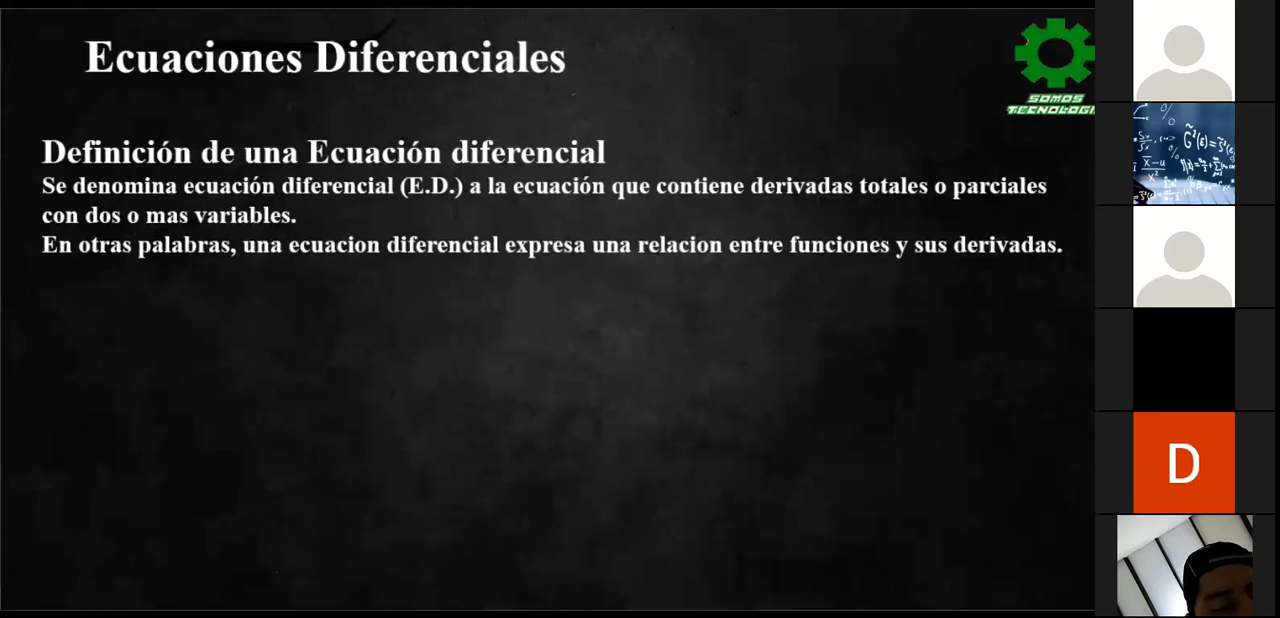 Ecuaciones Diferenciales
SOMOS
Definición de una Ecuación diferencial
Se denomina ecuación diferencial (E.D.) a la ecuación que contiene derivadas totales o parciales
con dos o mas variables.
En otras palabras, una ecuacion diferencial expresa una relacion entre funciones y sus derivadas.
D